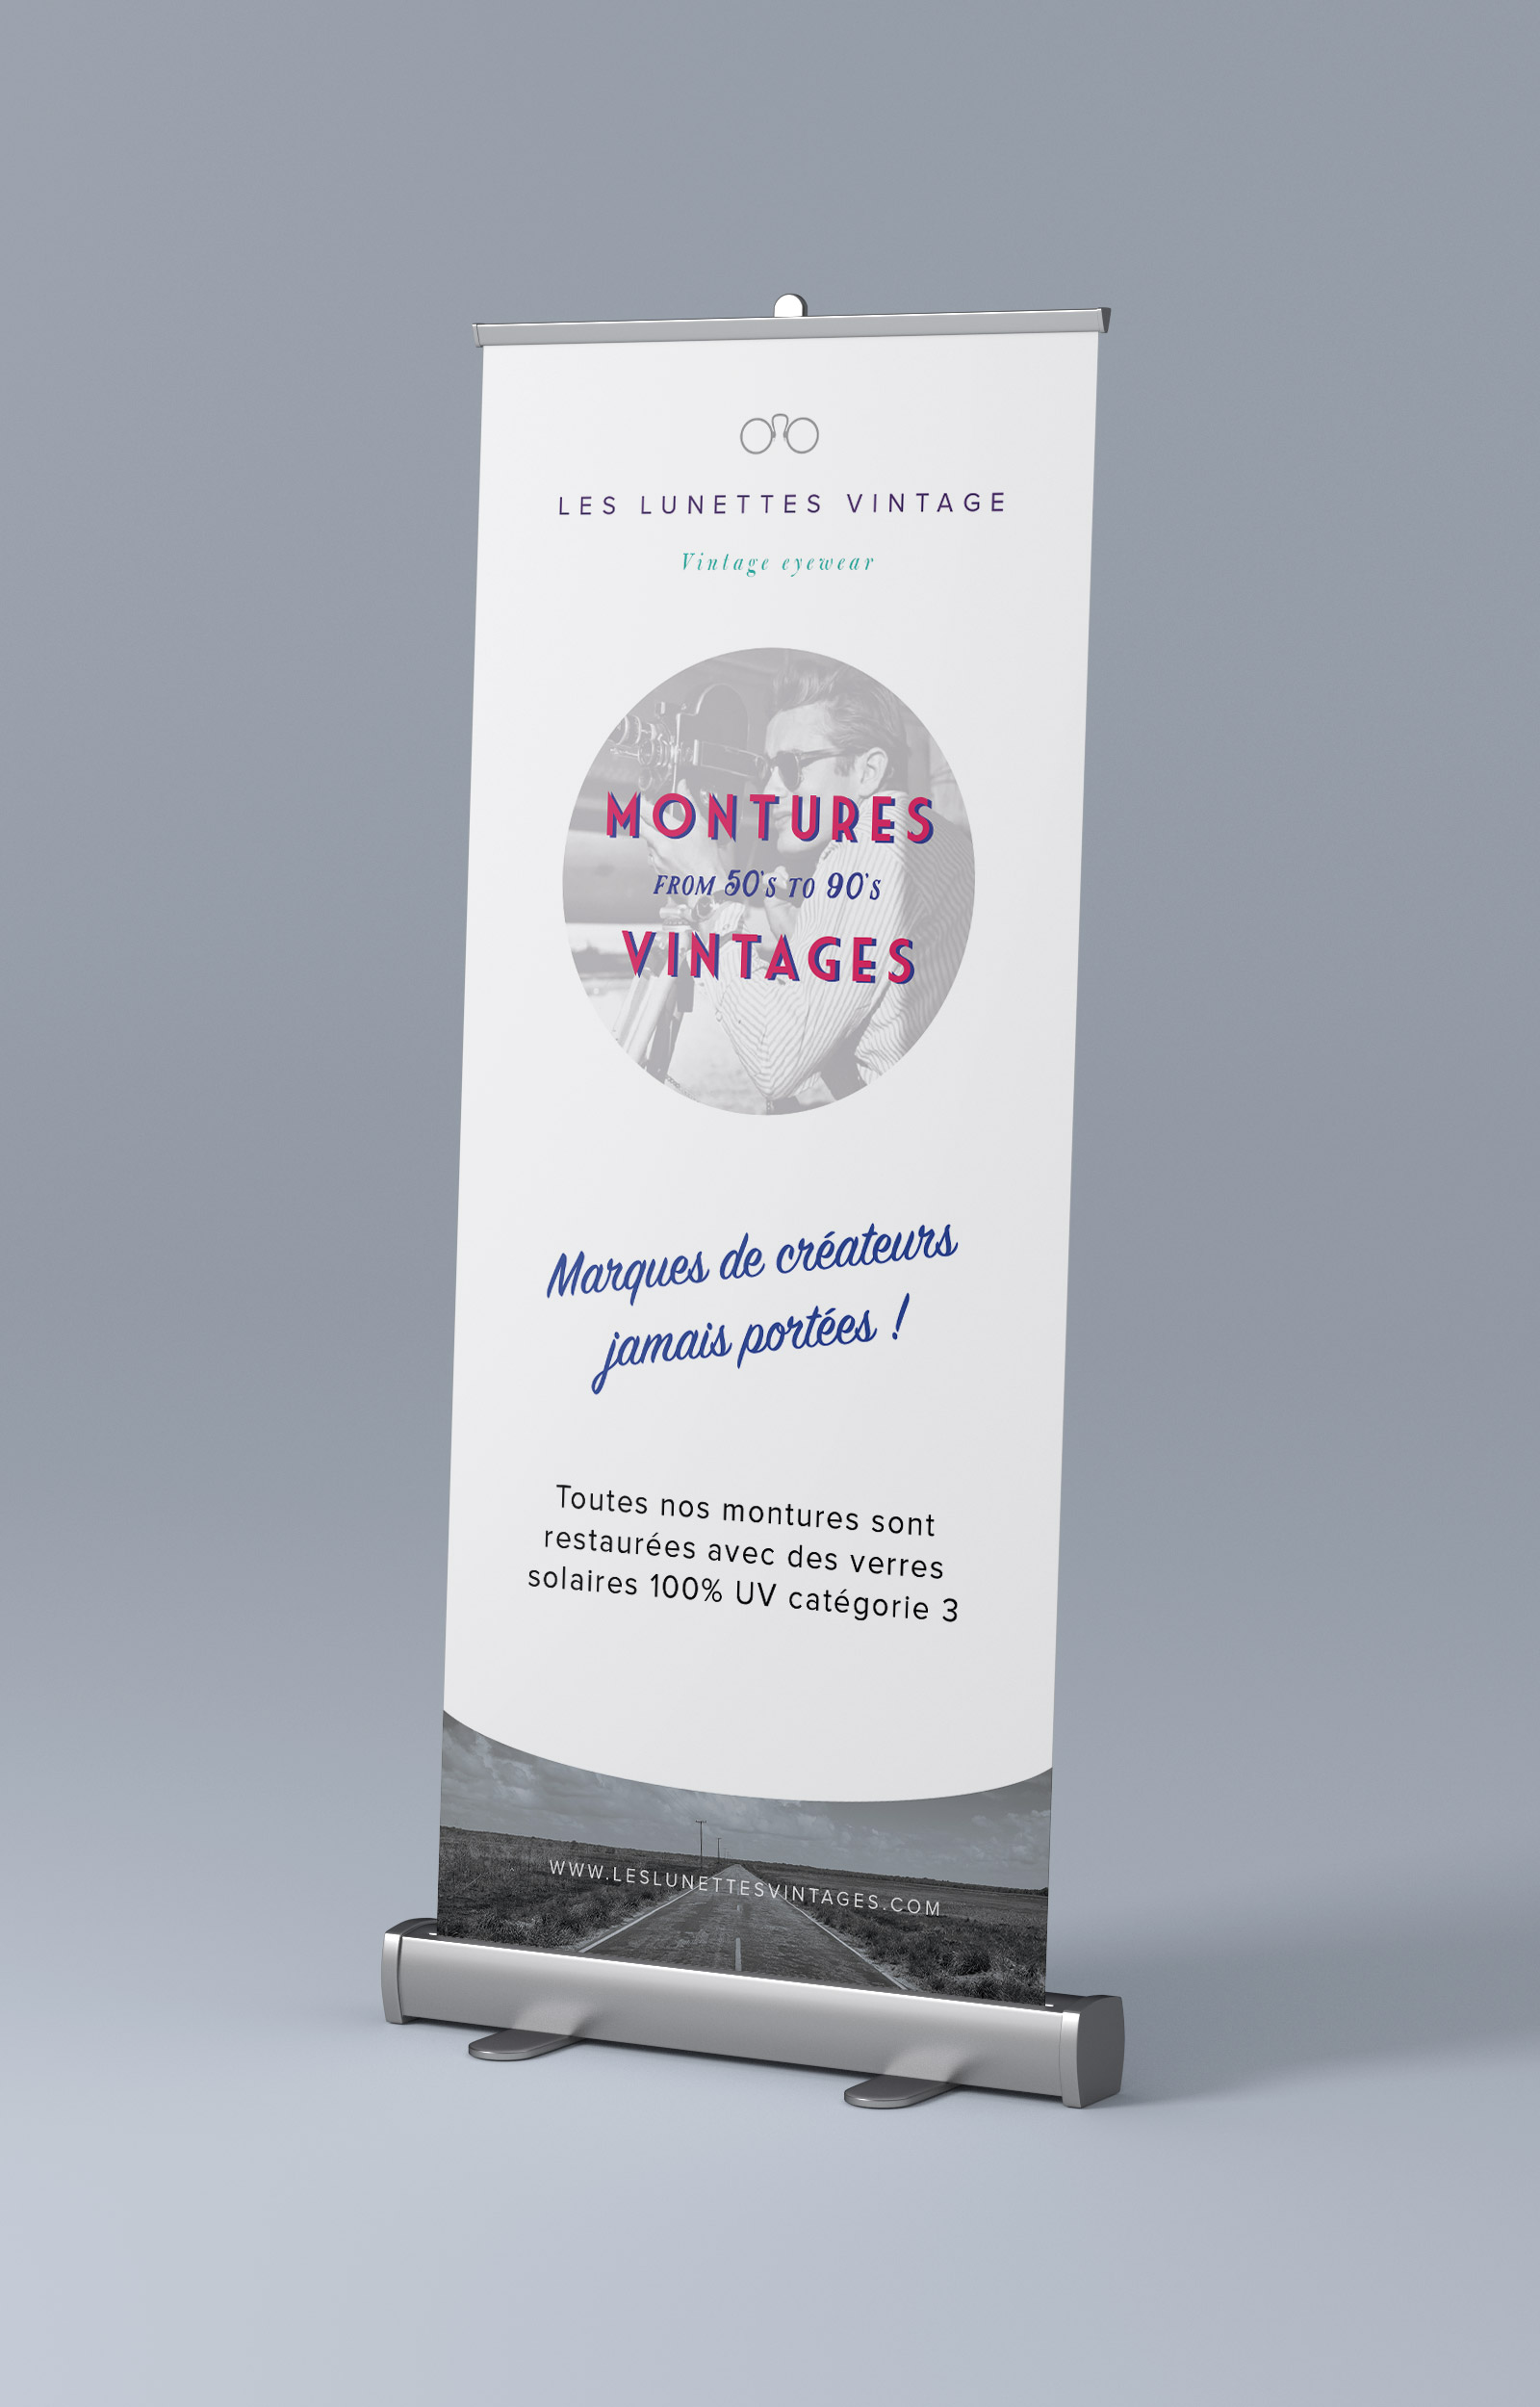 LES LUNETTES VINTAGE
Vintage eyewear
MONTURES
FROM 50'S TO 90'S
VINTAGES
Marques de créateurs
jamais portées !
Toutes nos montures sont
restaurées avec des verres
solaires 100% UV catégorie 3
WWW.LESLUNETTESVINTAGES.COM